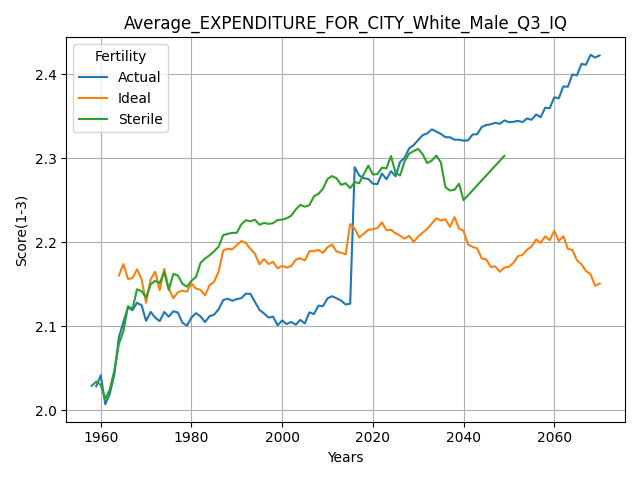 Average_EXPENDITURE_FOR_CITY_White_Male_Q3_IQ
Fertility
Actual
Ideal
Sterile
Score(1-3)
2.4
2.3
2.2
2.1
2.0
1960 1980 2000 2020 2040 2060
Years